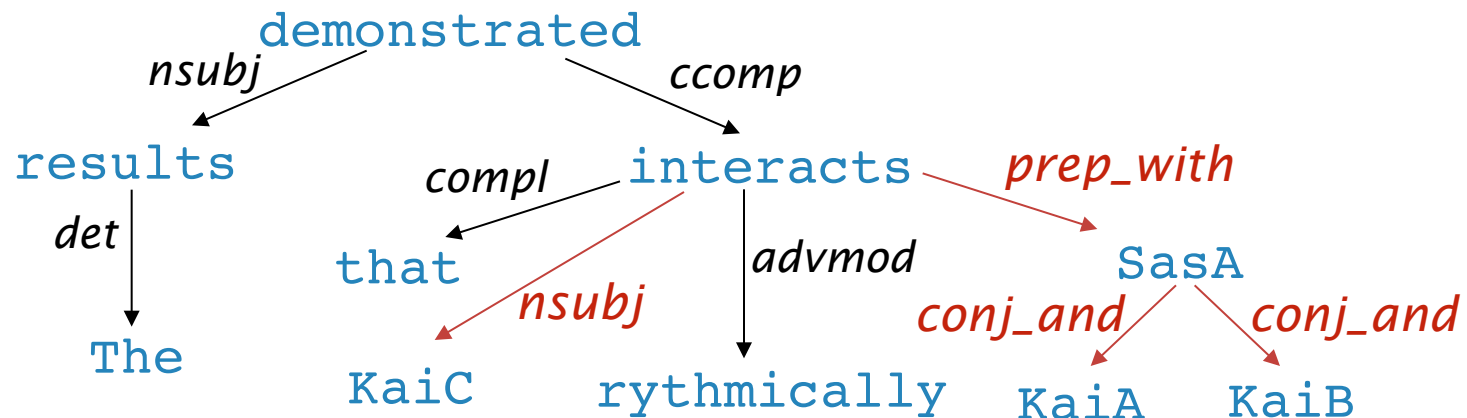 demonstrated
nsubj ccomp
results interacts prep_with
compl
det
that advmod SasA
nsubj conj_and conj_and
The KaiC rythmically KaiA KaiB